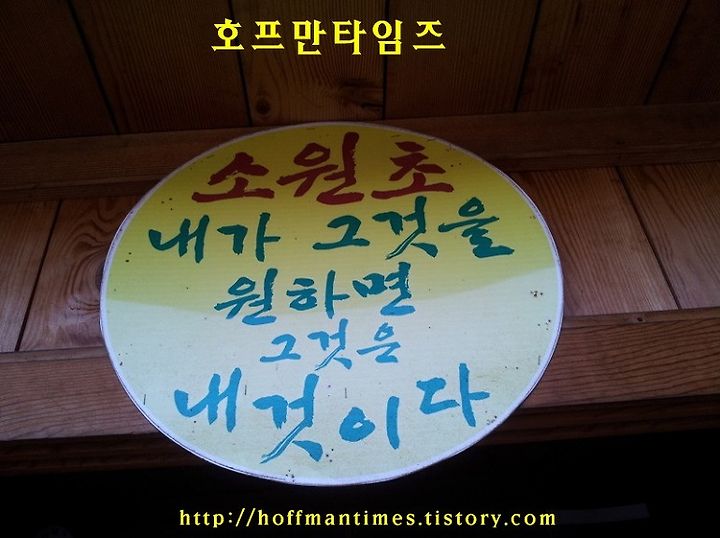 호프만타임즈
소원초
내가 그것을
원하면
그것은
내것이다
http://hoffmantimes.tistory.com